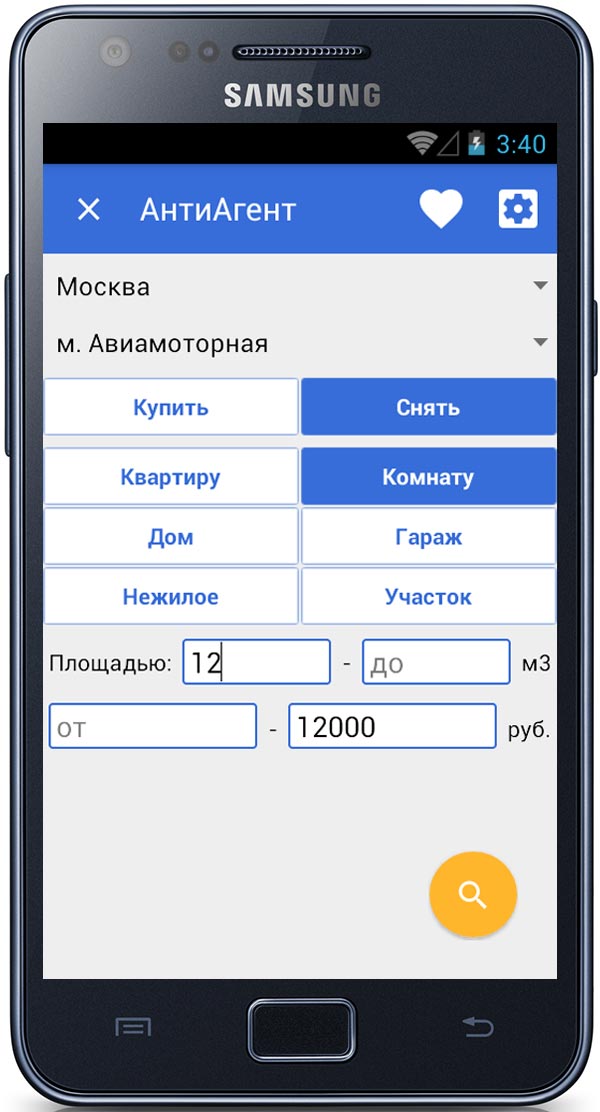 SAMSUNG
3:40
АнтиАгент
Москва
м. Авиамоторная
Купить Снять
Квартиру Комнату
Дом Гараж
Нежилое Участок
Площадью: 12 - до м3
от - 12000 руб.